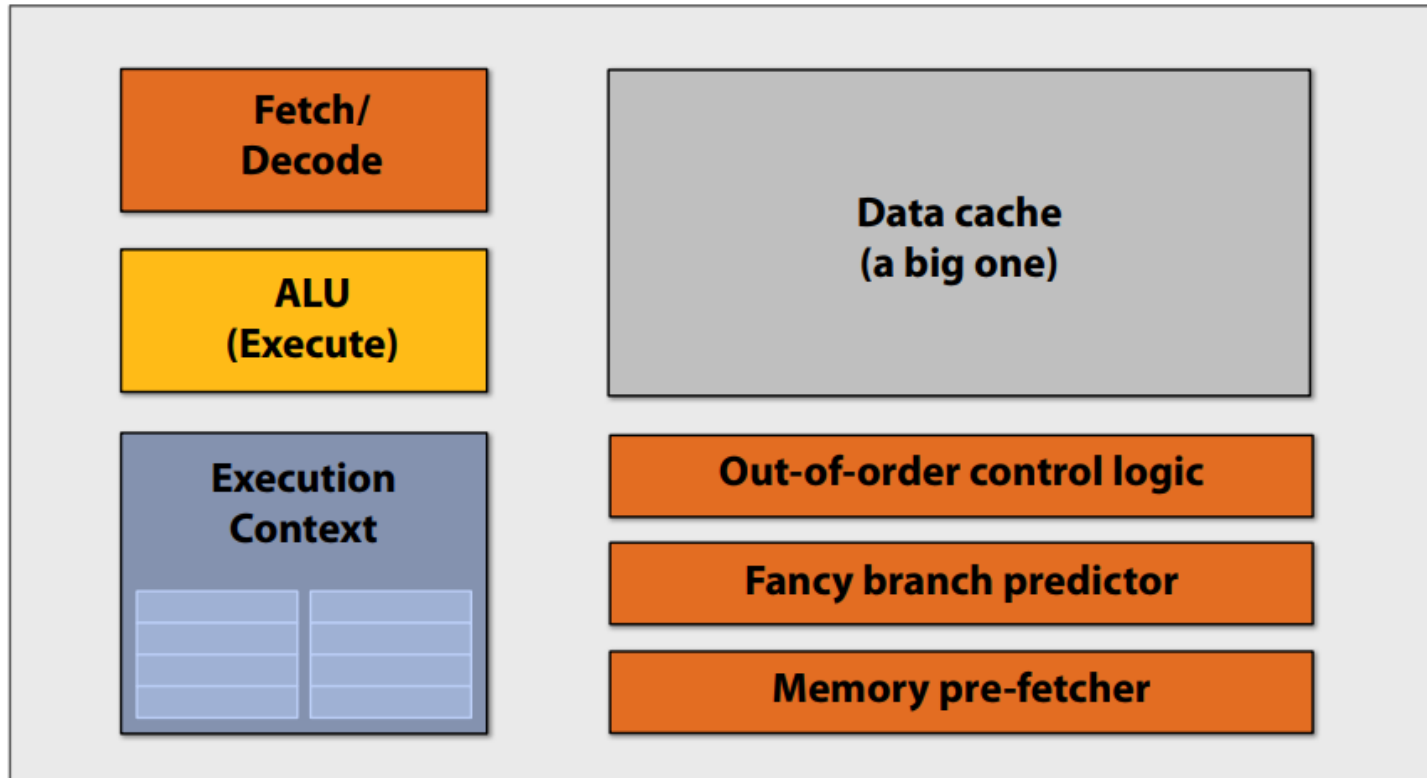 Fetch/
Decode
ALU
(Execute)
Execution
Context
Data cache
(a big one)
Out-of-order control logic
Fancy branch predictor
Memory pre-fetcher